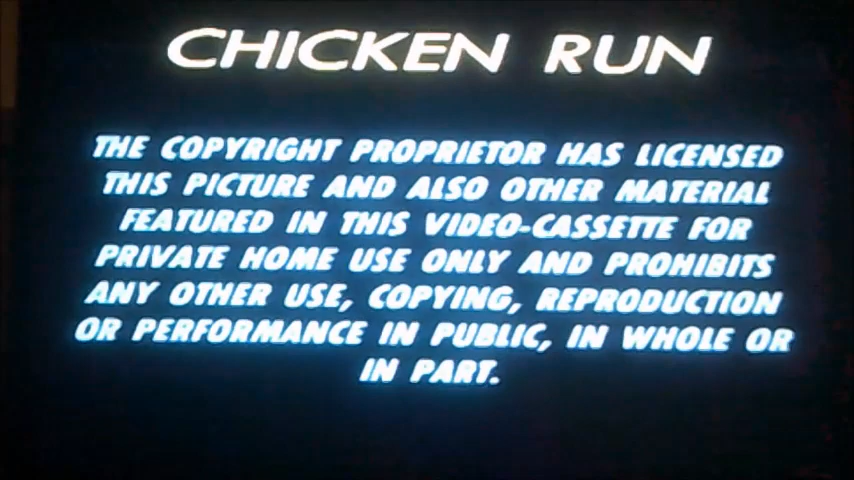 CHICKEN RUN
THE COPYRIGHT PROPRIETOR HAS LICENSED
THIS PICTURE AND ALSO OTHER MATERIAL
FEATURED IN THIS VIDEO-CASSETTE FOR
PRIVATE HOME USE ONLY AND PROHIBITS
ANY OTHER USE, COPYING, REPRODUCTION
OR PERFORMANCE IN PUBLIC, IN WHOLE OR
IN PART.